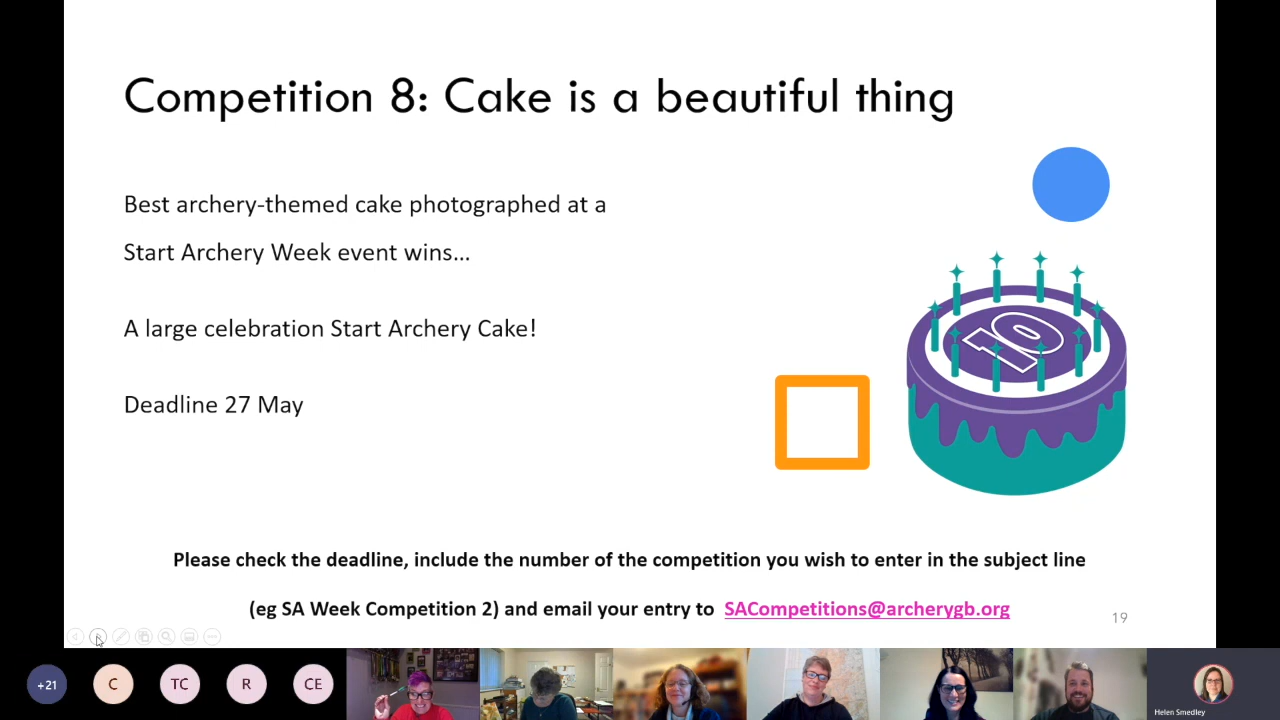 Competition 8: Cake is a beautiful thing
Best archery-themed cake photographed at a
Start Archery Week event wins...
A large celebration Start Archery Cake!
Deadline 27 May
10
Please check the deadline, include the number of the competition you wish to enter in the subject line
(eg SA Week Competition 2) and email your entry to SACompetitions@archerygb.org
19
+21
C
TC
R
CE
Helen Smedley